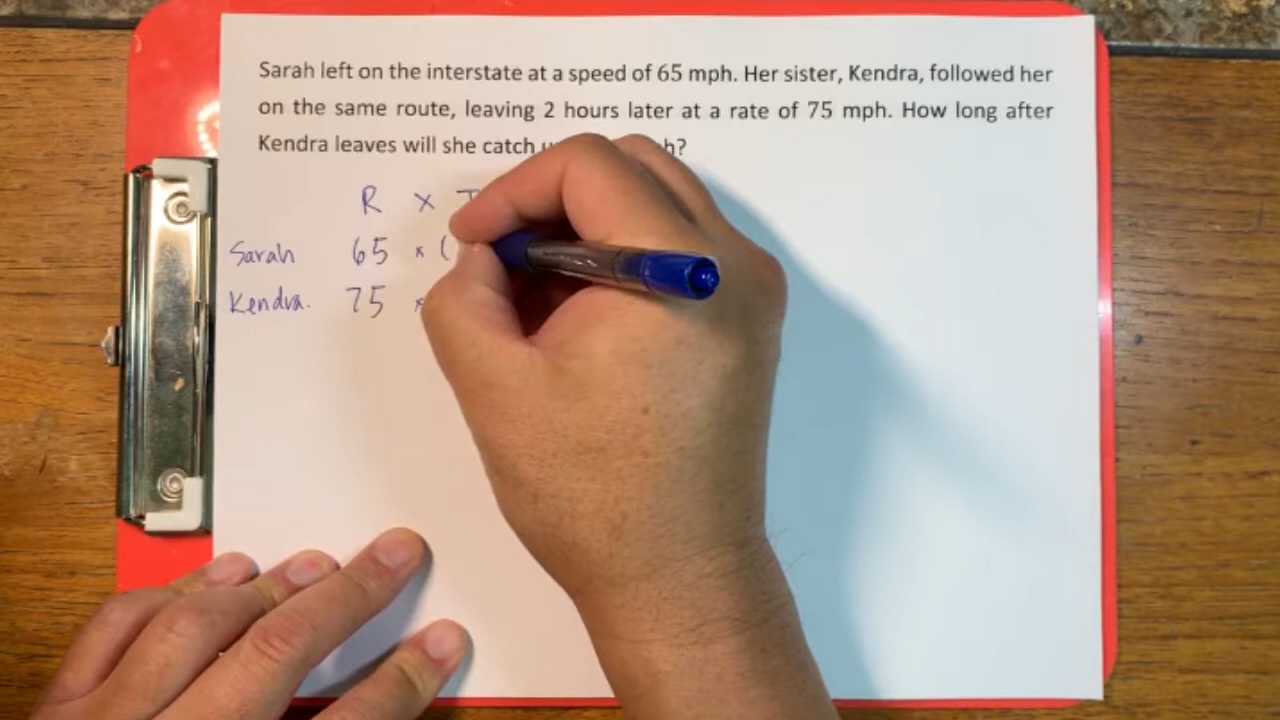 Sarah left on the interstate at a speed of 65 mph. Her sister, Kendra, followed her
on the same route, leaving 2 hours later at a rate of 75 mph. How long after
Kendra leaves will she catch
R × T
Sarah 65 × (
Kendra. 75 ×